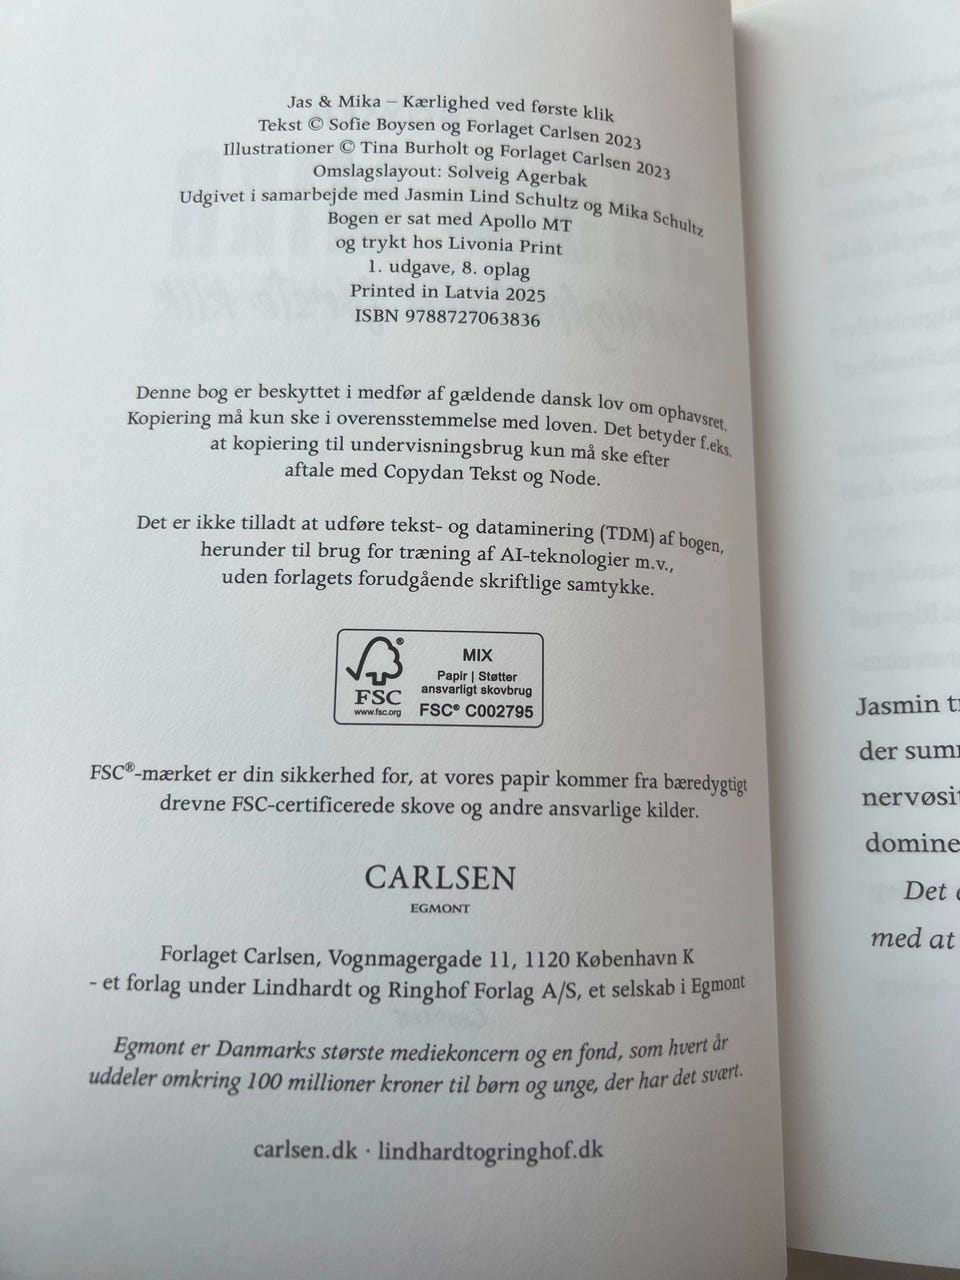 Jas & Mika – Kærlighed ved første klik
Tekst © Sofie Boysen og Forlaget Carlsen 2023
Illustrationer © Tina Burholt og Forlaget Carlsen 2023
Omslagslayout: Solveig Agerbak
Udgivet i samarbejde med Jasmin Lind Schultz og Mika Schultz
Bogen er sat med Apollo MT
og trykt hos Livonia Print
1. udgave, 8. oplag
Printed in Latvia 2025
ISBN 9788727063836
Denne bog er beskyttet i medfør af gældende dansk lov om ophavsret.
Kopiering må kun ske i overensstemmelse med loven. Det betyder f.eks.
at kopiering til undervisningsbrug kun må ske efter
aftale med Copydan Tekst og Node.
Det er ikke tilladt at udføre tekst- og dataminering (TDM) af bogen,
herunder til brug for træning af AI-teknologier m.v.,
uden forlagets forudgående skriftlige samtykke.
FSC®
www.fsc.org
MIX
Papir | Støtter
ansvarligt skovbrug
FSC® C002795
FSC®-mærket er din sikkerhed for, at vores papir kommer fra bæredygtigt
drevne FSC-certificerede skove og andre ansvarlige kilder.
CARLSEN
EGMONT
Forlaget Carlsen, Vognmagergade 11, 1120 København K
- et forlag under Lindhardt og Ringhof Forlag A/S, et selskab i Egmont
Egmont er Danmarks største mediekoncern og en fond, som hvert år
uddeler omkring 100 millioner kroner til børn og unge, der har det svært.
carlsen.dk · lindhardtogringhof.dk
Jasmin
der
Det
med at